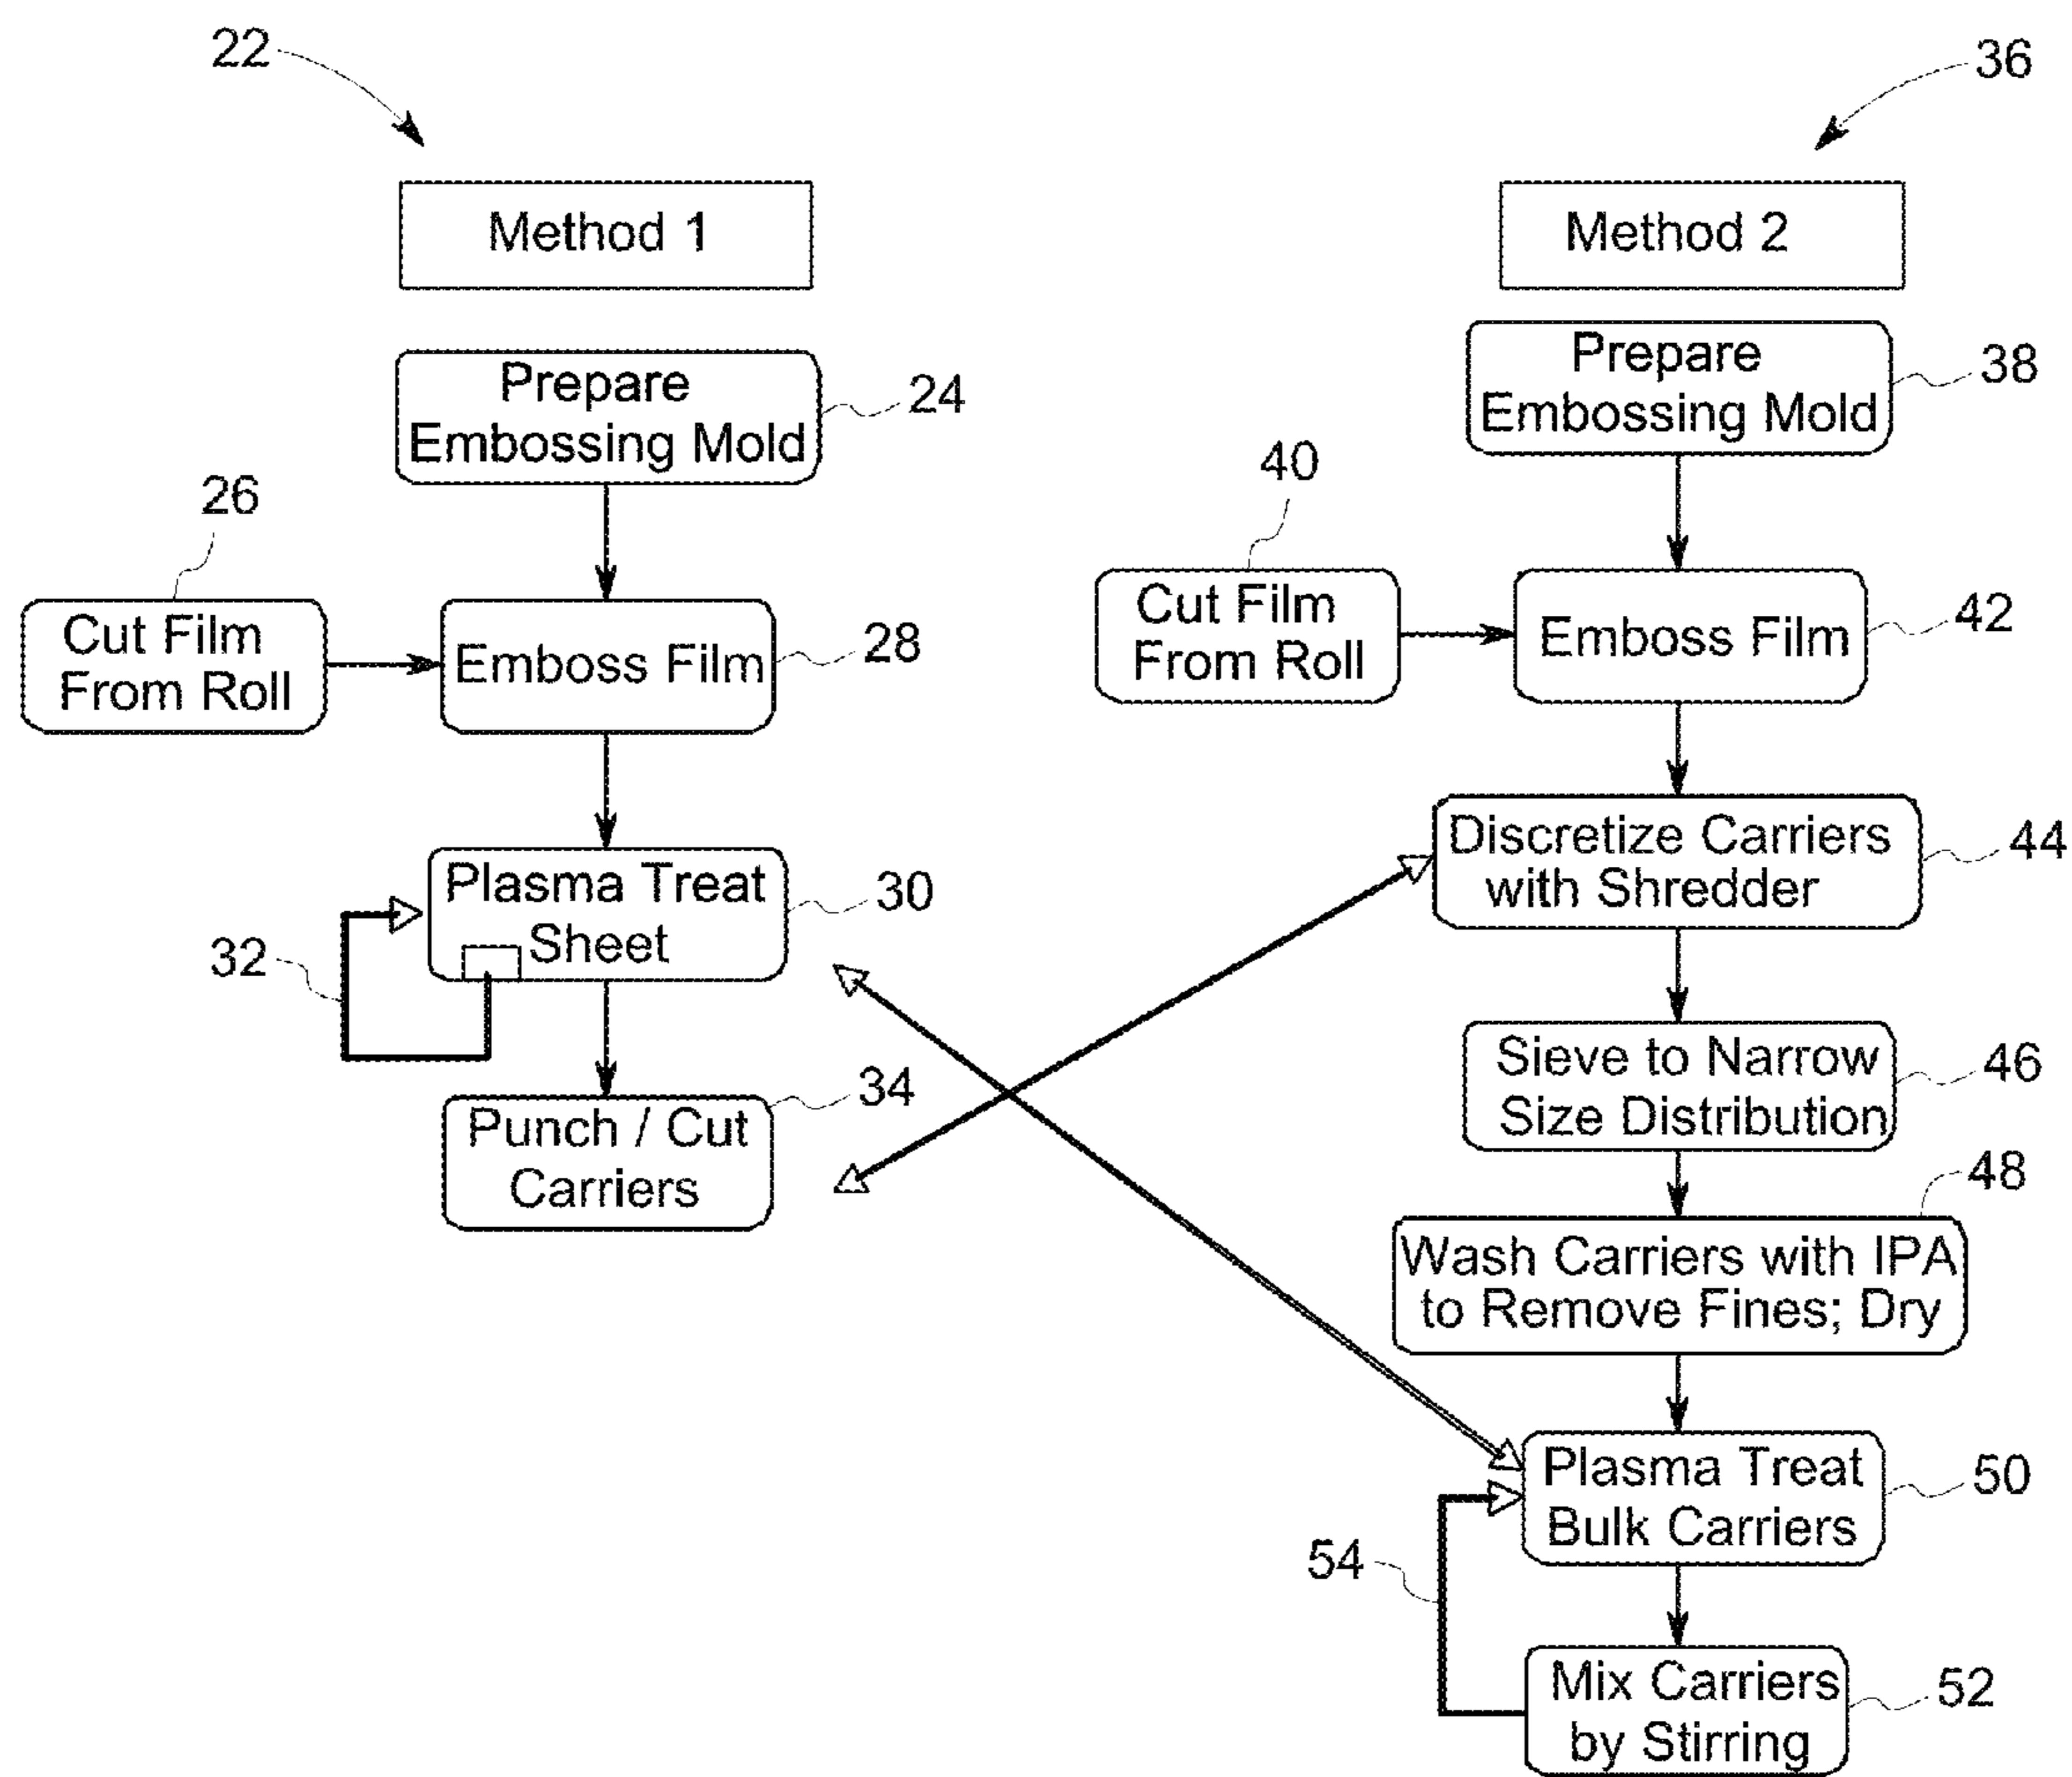 22
Method 1
Prepare
Embossing Mold
24
26
Cut Film
From Roll
Emboss Film
28
Plasma Treat
Sheet
30
32
Punch / Cut
Carriers
34
36
Method 2
Prepare
Embossing Mold
38
40
Cut Film
From Roll
Emboss Film
42
Discretize Carriers
with Shredder
44
Sieve to Narrow
Size Distribution
46
48
Wash Carriers with IPA
to Remove Fines; Dry
Plasma Treat
Bulk Carriers
50
54
Mix Carriers
by Stirring
52